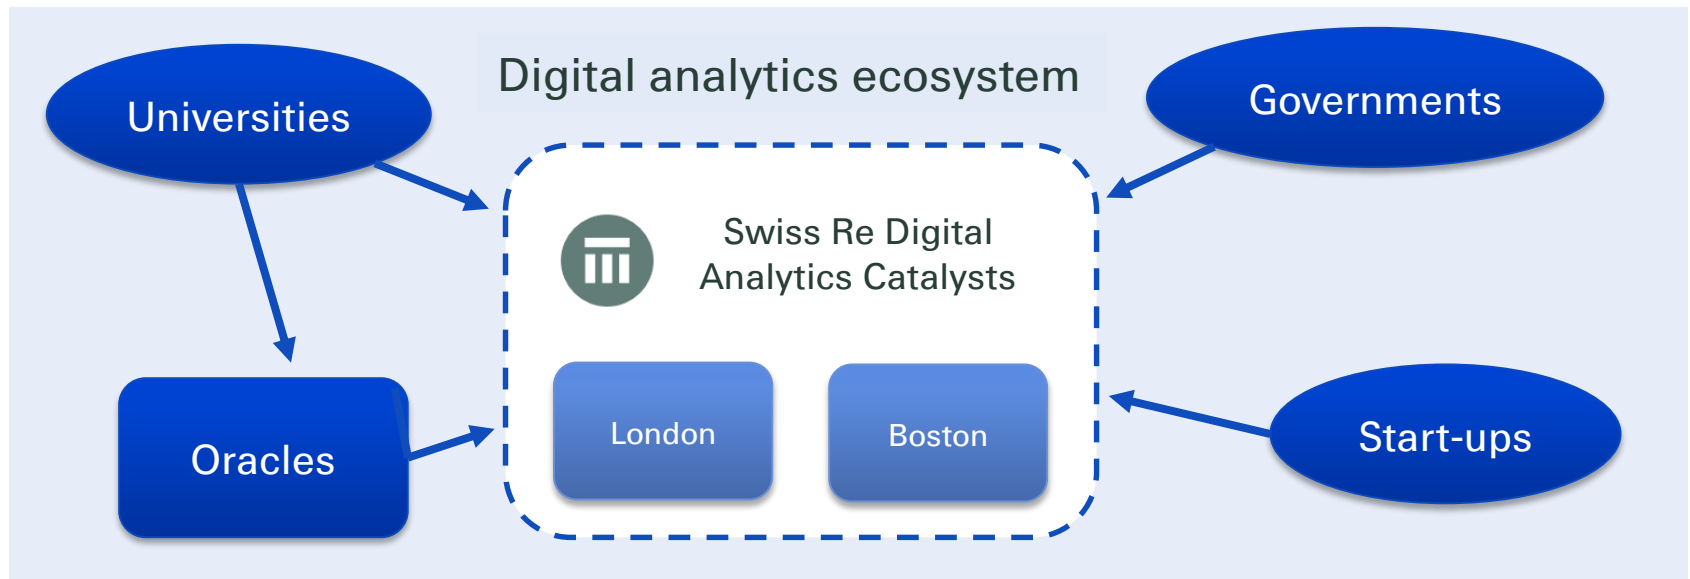 Digital analytics ecosystem
Universities
Governments
Swiss Re Digital
Analytics Catalysts
Oracles
London
Boston
Start-ups